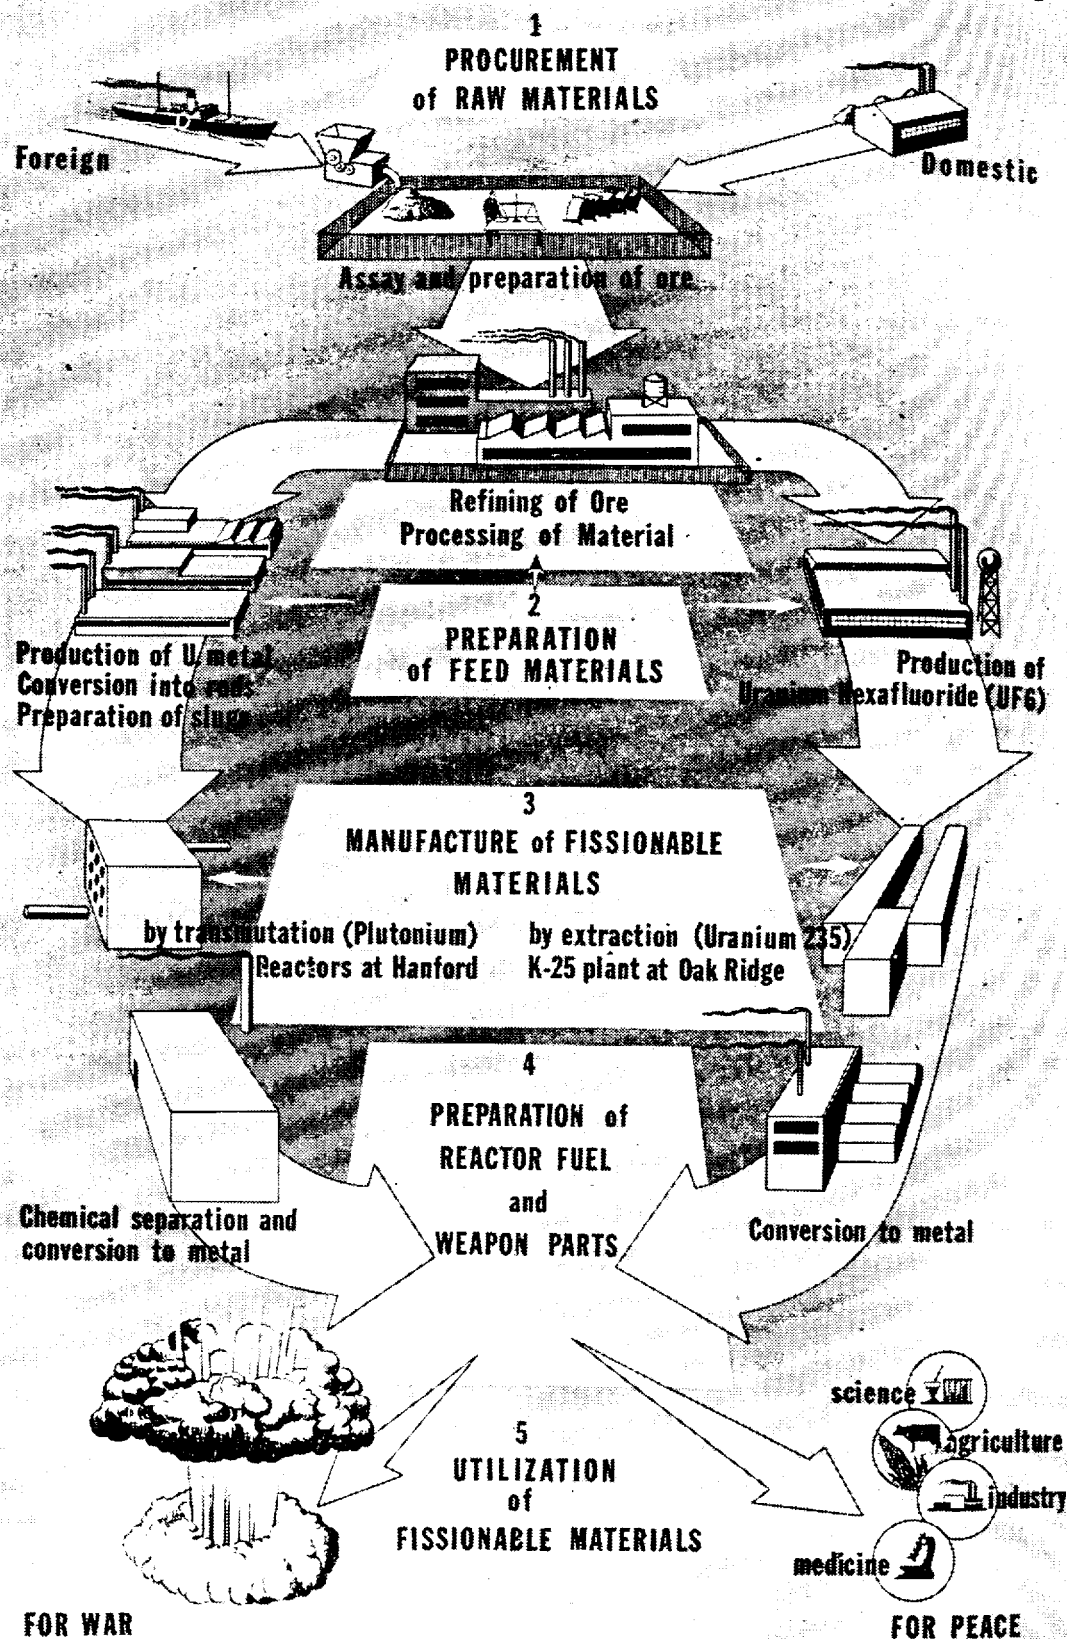 1
PROCUREMENT
of RAW MATERIALS
Foreign
Domestic
Assay and preparation of ore
Refining of Ore
Processing of Material
2
PREPARATION
of FEED MATERIALS
Production of U. metal
Conversion into rods
Preparation of slugs
Production of
Uranium Hexafluoride (UF6)
3
MANUFACTURE of FISSIONABLE
MATERIALS
by transmutation (Plutonium)
Reactors at Hanford
by extraction (Uranium 235)
K-25 plant at Oak Ridge
4
PREPARATION of
REACTOR FUEL
and
WEAPON PARTS
Chemical separation and
conversion to metal
Conversion to metal
5
UTILIZATION
of
FISSIONABLE MATERIALS
science
agriculture
industry
medicine
FOR WAR
FOR PEACE